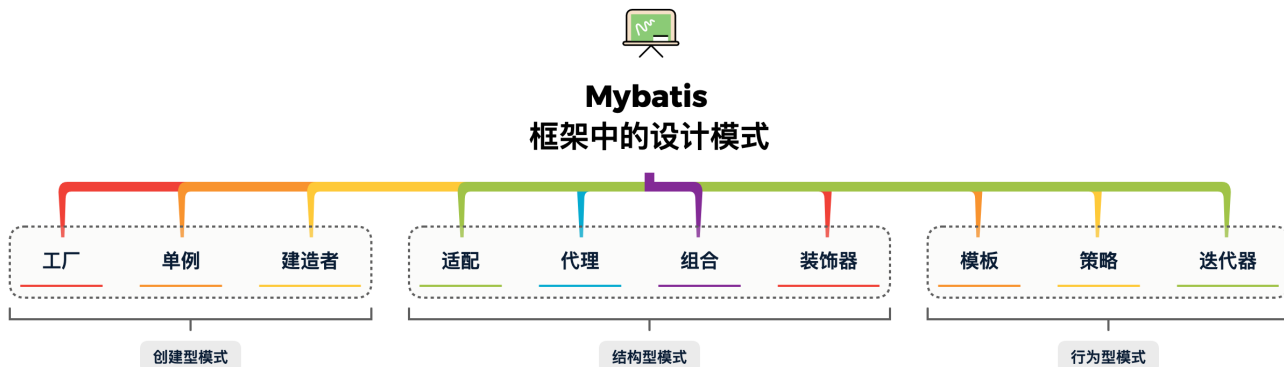 Mybatis
框架中的设计模式
工厂 单例 建造者 适配 代理 组合 装饰器 模板 策略 迭代器
创建型模式 结构型模式 行为型模式